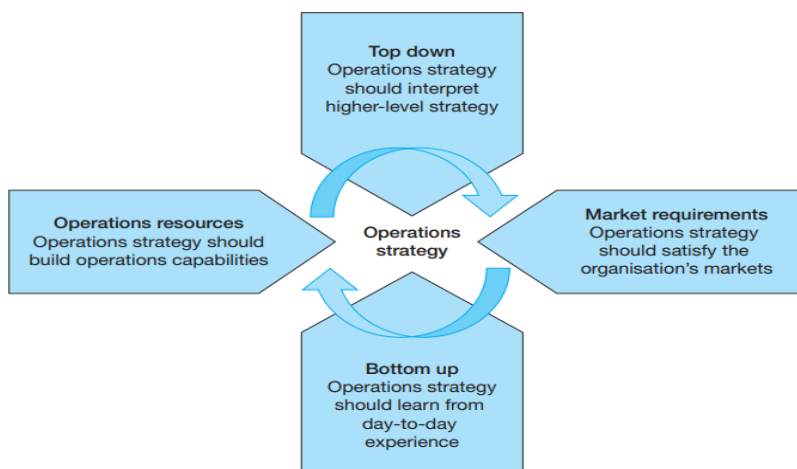 Top down
Operations strategy
should interpret
higher-level strategy
Operations resources
Operations strategy should
build operations capabilities
Operations
strategy
Market requirements
Operations strategy
should satisfy the
organisation's markets
Bottom up
Operations strategy
should learn from
day-to-day
experience